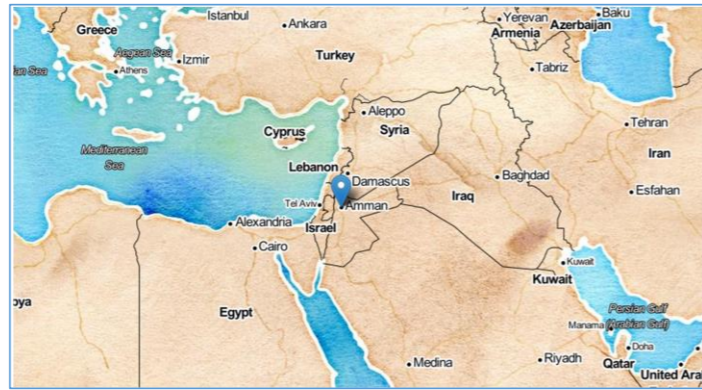 Istanbul
Ankara
Yerevan
Baku
Greece
Armenia
Azerbaijan
Aegean Sea
Izmir
Turkey
Athens
Tabriz
an Sea
Aleppo
Cyprus
Syria
Tehran
Mediterranean
Sea
Lebanon
Iran
Damascus
Baghdad
Iraq
Esfahan
Tel Aviv
Amman
Alexandria
Israel
Cairo
Kuwait
Kuwait
ya
Egypt
Persian Gulf
(Arabian Gulf)
Manama
Doha
Medina
Riyadh
Qatar
United Ara